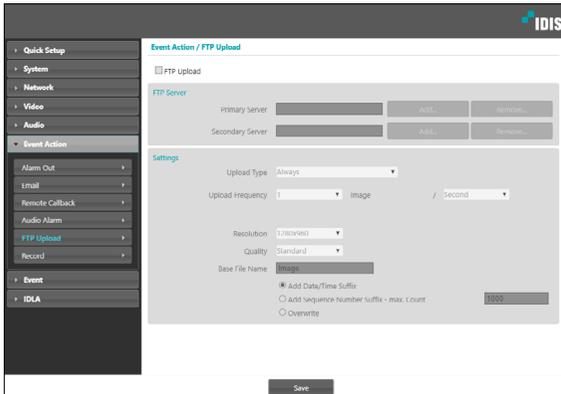 IDIS
Quick Setup
System
Network
Video
Audio
Event Action
Alarm Out
Email
Remote Callback
Audio Alarm
FTP Upload
Record
Event
IDLA
Event Action / FTP Upload
FTP Upload
FTP Server
Primary Server Add... Remove...
Secondary Server Add... Remove...
Settings
Upload Type Always
Upload Frequency 1 Image / Second
Resolution 1280x960
Quality Standard
Base File Name Image
Add Date/Time Suffix
Add Sequence Number Suffix - max. Count 1000
Overwrite
Save